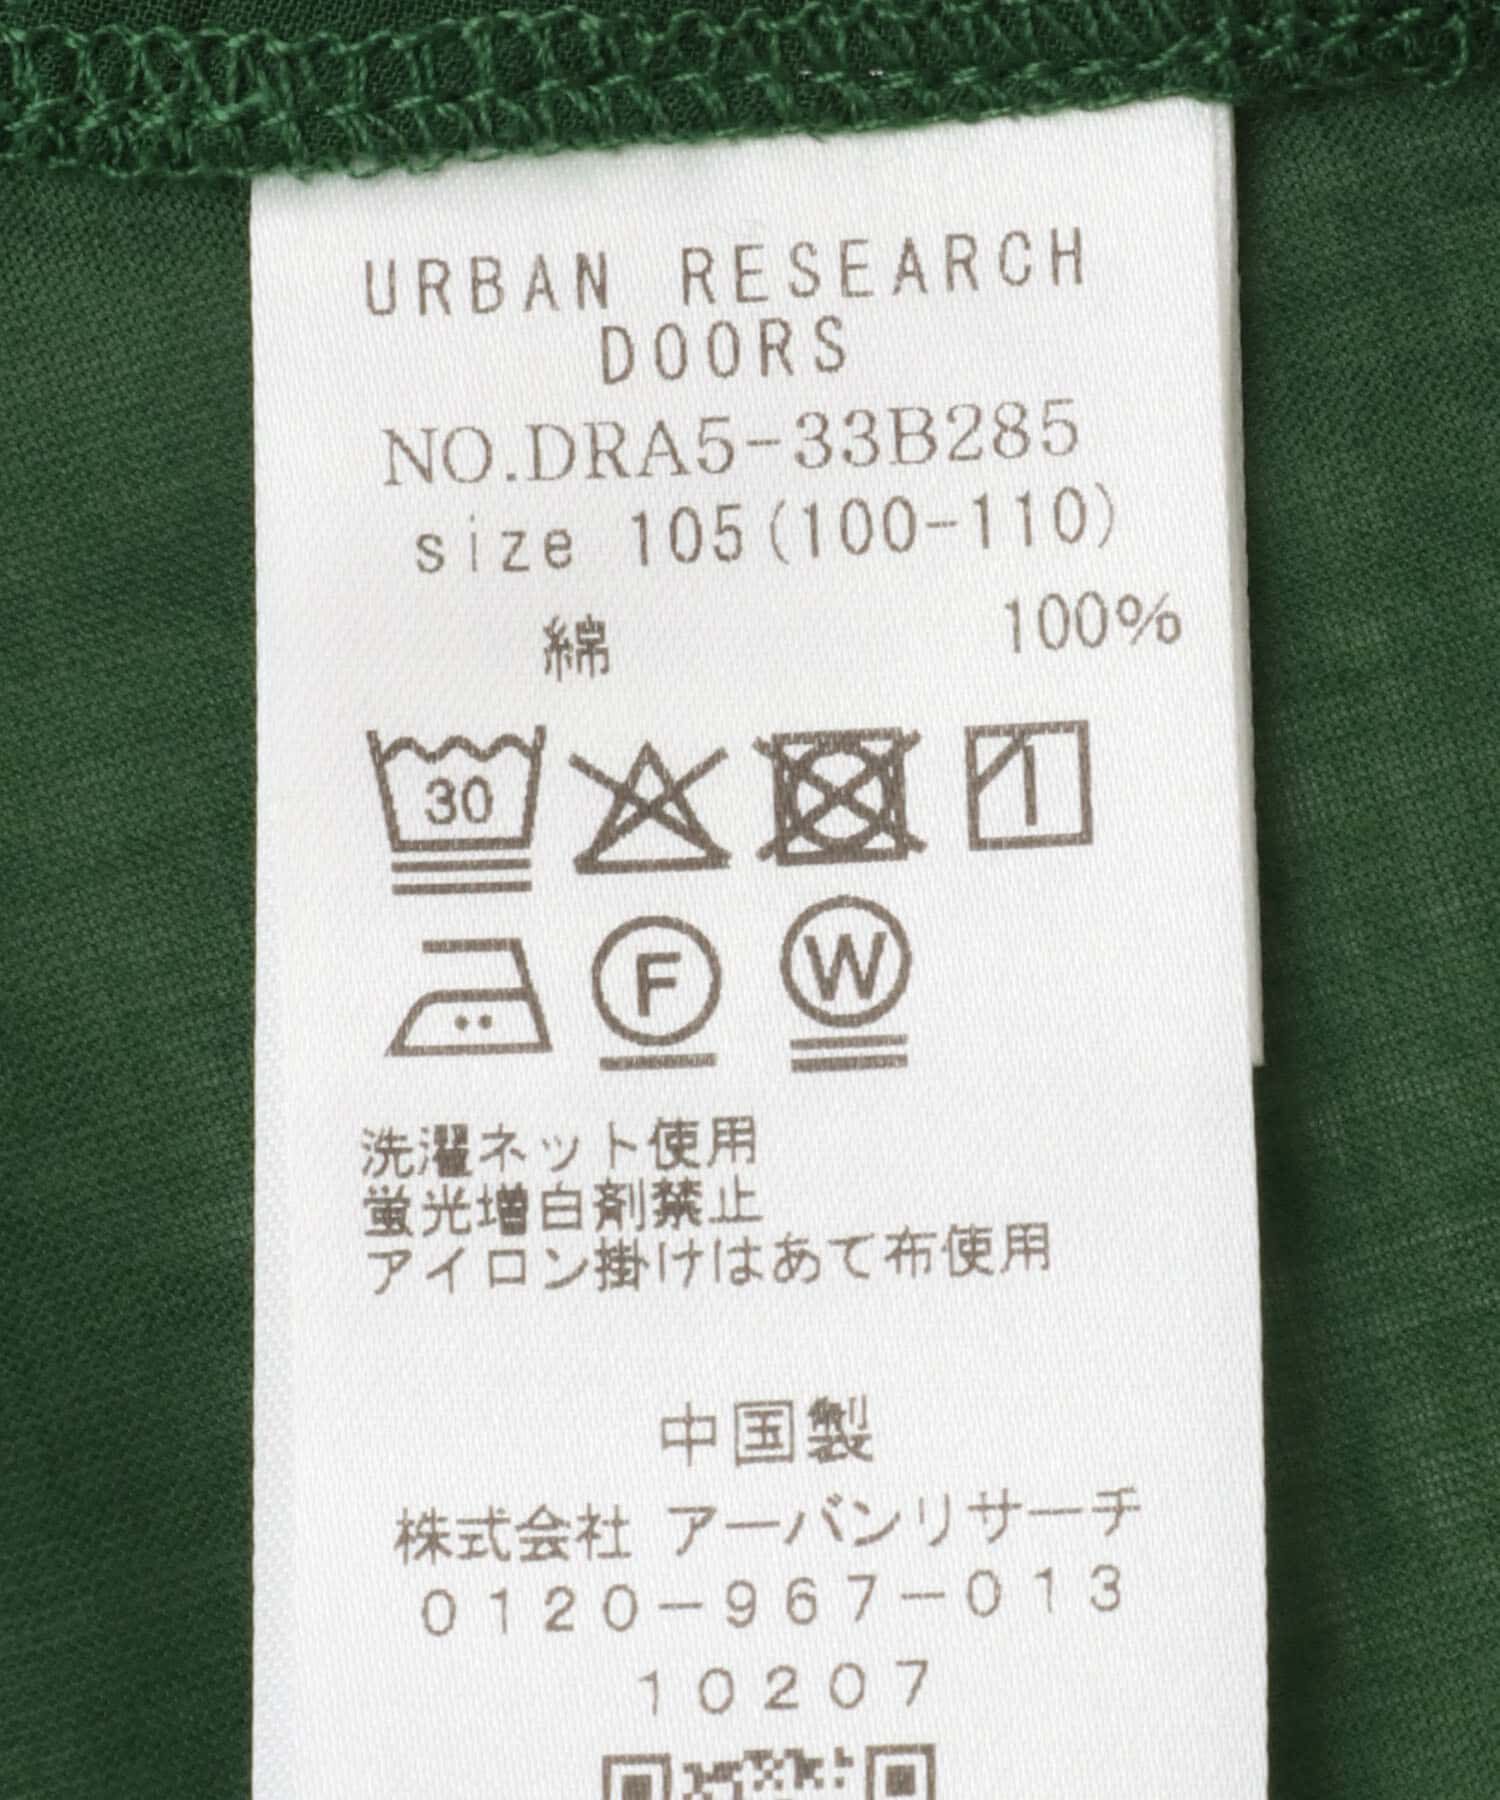 URBAN RESEARCH
DOORS
NO.DRA5-33B285
size 105(100-110)
綿 100%
30
F W
洗濯ネット使用
蛍光増白剤禁止
アイロン掛けはあて布使用
中国製
株式会社 アーバンリサーチ
0120-967-013
10207